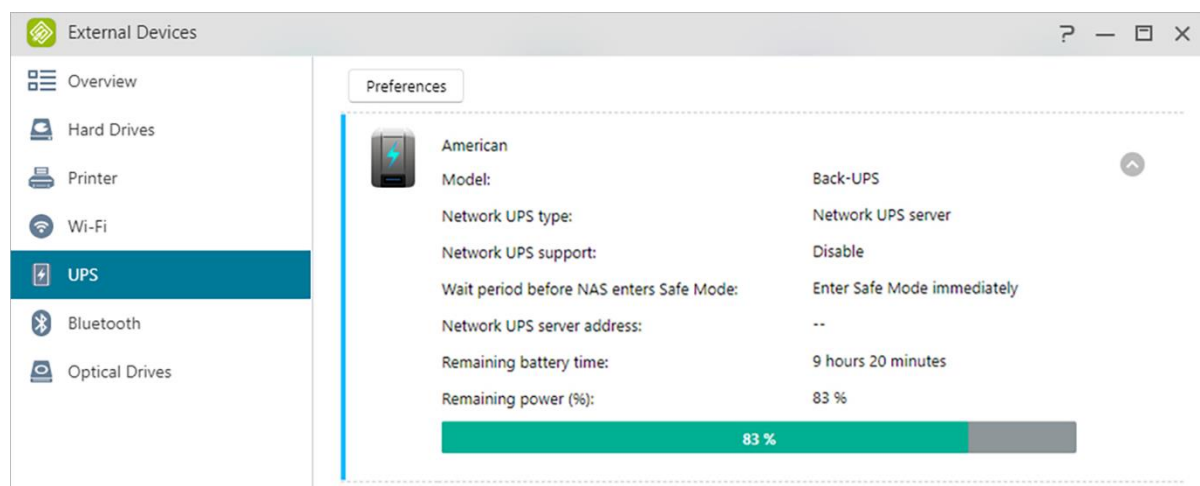 External Devices
Overview
Hard Drives
Printer
Wi-Fi
UPS
Bluetooth
Optical Drives
Preferences
American
Model: Back-UPS
Network UPS type: Network UPS server
Network UPS support: Disable
Wait period before NAS enters Safe Mode: Enter Safe Mode immediately
Network UPS server address: --
Remaining battery time: 9 hours 20 minutes
Remaining power (%): 83 %
83 %